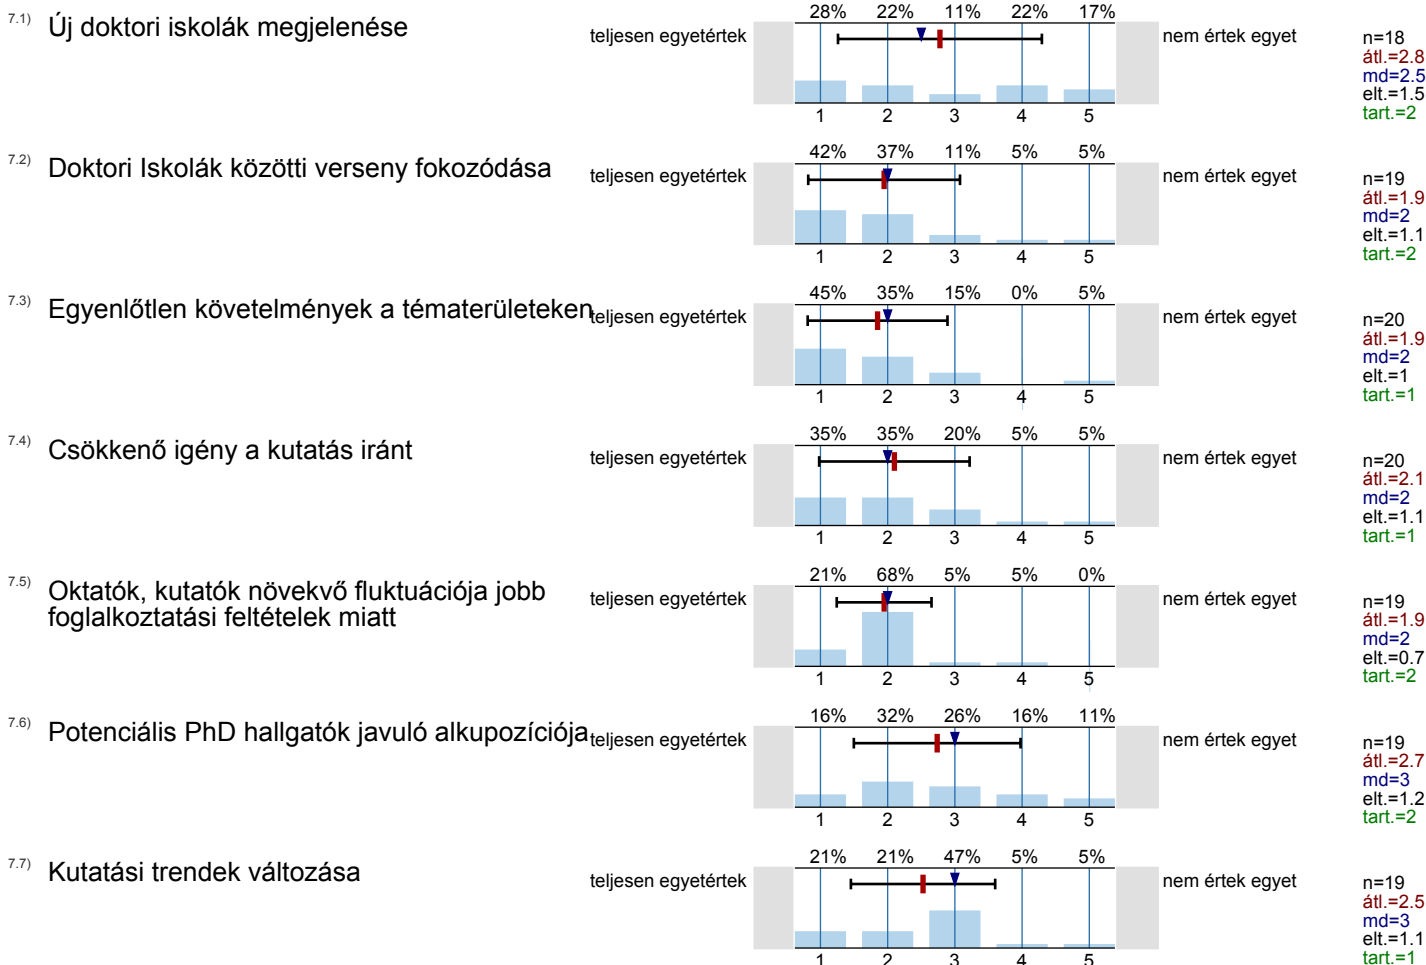 7.1) Új doktori iskolák megjelenése
28% 22% 11% 22% 17%
teljesen egyetértek nem értek egyet
1 2 3 4 5
n=18
átl.=2.8
md=2.5
elt.=1.5
tart.=2
7.2) Doktori Iskolák közötti verseny fokozódása
42% 37% 11% 5% 5%
teljesen egyetértek nem értek egyet
1 2 3 4 5
n=19
átl.=1.9
md=2
elt.=1.1
tart.=2
7.3) Egyenlőtlen követelmények a tématerületeken
45% 35% 15% 0% 5%
teljesen egyetértek nem értek egyet
1 2 3 4 5
n=20
átl.=1.9
md=2
elt.=1
tart.=1
7.4) Csökkenő igény a kutatás iránt
35% 35% 20% 5% 5%
teljesen egyetértek nem értek egyet
1 2 3 4 5
n=20
átl.=2.1
md=2
elt.=1.1
tart.=1
7.5) Oktatók, kutatók növekvő fluktuációja jobb
foglalkoztatási feltételek miatt
21% 68% 5% 5% 0%
teljesen egyetértek nem értek egyet
1 2 3 4 5
n=19
átl.=1.9
md=2
elt.=0.7
tart.=2
7.6) Potenciális PhD hallgatók javuló alkupozíciója
16% 32% 26% 16% 11%
teljesen egyetértek nem értek egyet
1 2 3 4 5
n=19
átl.=2.7
md=3
elt.=1.2
tart.=2
7.7) Kutatási trendek változása
21% 21% 47% 5% 5%
teljesen egyetértek nem értek egyet
1 2 3 4 5
n=19
átl.=2.5
md=3
elt.=1.1
tart.=1